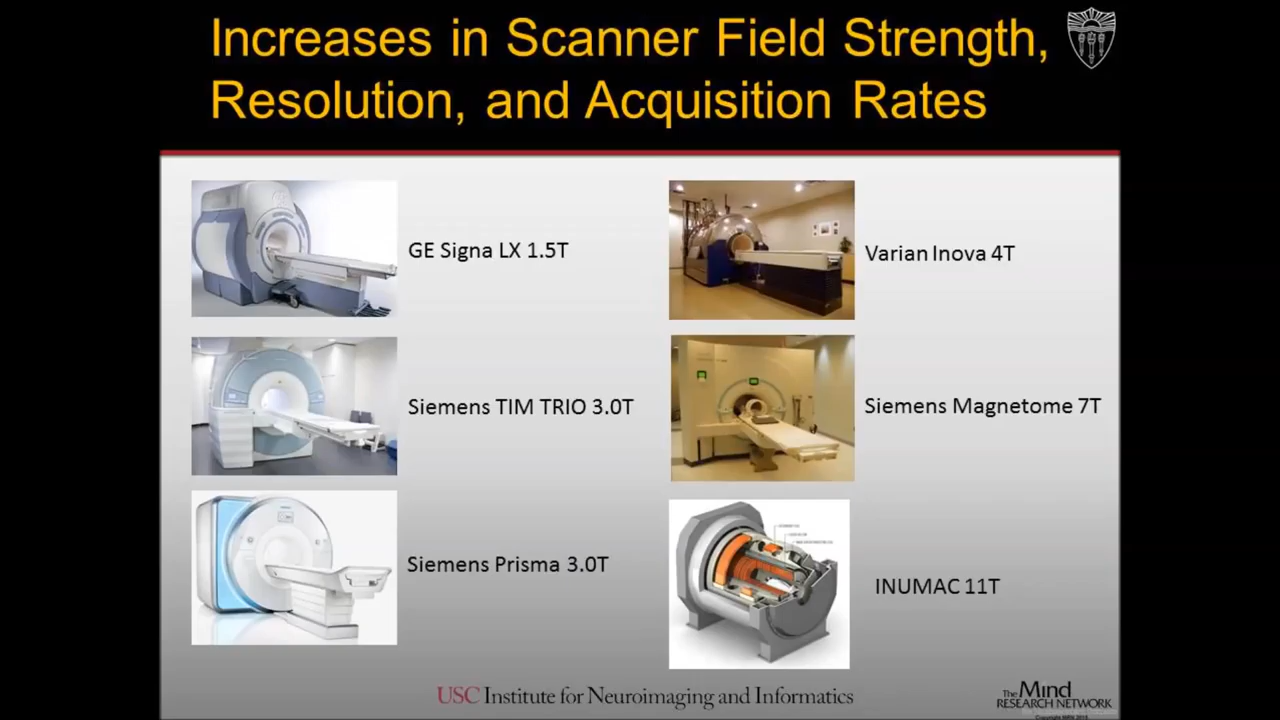 Increases in Scanner Field Strength,
Resolution, and Acquisition Rates
GE Signa LX 1.5T
Varian Inova 4T
Siemens TIM TRIO 3.0T
Siemens Magnetome 7T
Siemens Prisma 3.0T
INUMAC 11T
USC Institute for Neuroimaging and Informatics
The Mind
RESEARCH NETWORK